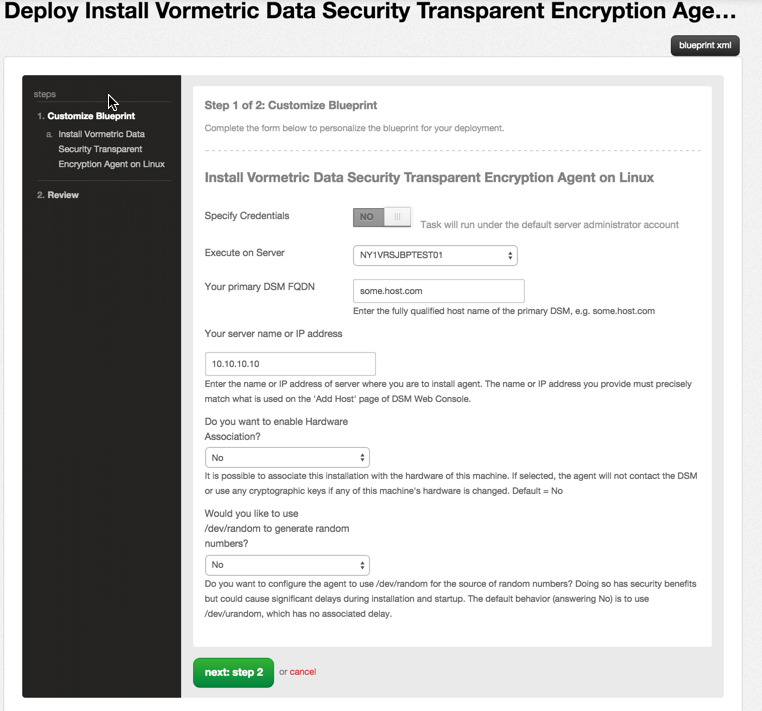 Deploy Install Vormetric Data Security Transparent Encryption Age...
blueprint xml
steps
1. Customize Blueprint
a. Install Vormetric Data
Security Transparent
Encryption Agent on Linux
2. Review
Step 1 of 2: Customize Blueprint
Complete the form below to personalize the blueprint for your deployment.
Install Vormetric Data Security Transparent Encryption Agent on Linux
Specify Credentials
NO
Task will run under the default server administrator account
Execute on Server
NY1VRSJBPTEST01
Your primary DSM FQDN
some.host.com
Enter the fully qualified host name of the primary DSM, e.g. some.host.com
Your server name or IP address
10.10.10.10
Enter the name or IP address of server where you are to install agent. The name or IP address you provide must precisely
match what is used on the 'Add Host' page of DSM Web Console.
Do you want to enable Hardware
Association?
No
It is possible to associate this installation with the hardware of this machine. If selected, the agent will not contact the DSM
or use any cryptographic keys if any of this machine's hardware is changed. Default = No
Would you like to use
/dev/random to generate random
numbers?
No
Do you want to configure the agent to use /dev/random for the source of random numbers? Doing so has security benefits
but could cause significant delays during installation and startup. The default behavior (answering No) is to use
/dev/urandom, which has no associated delay.
next: step 2
or cancel